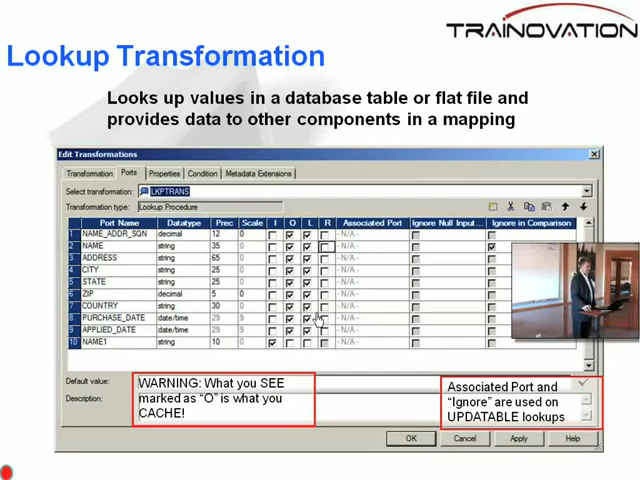 TRAINOVATION
Lookup Transformation
Looks up values in a database table or flat file and
provides data to other components in a mapping
Edit Transformations
Transformation Ports Properties Condition Metadata Extensions
Select transformation: LKPTRANS
Transformation type: Lookup Procedure
Port Name Datatype Prec Scale I O L R Associated Port Ignore Null Input... Ignore in Comparison
1 NAME_ADDR_SQN decimal 12 0 - N/A -
2 NAME string 35 0 - N/A -
3 ADDRESS string 65 0 - N/A -
4 CITY string 25 0 - N/A -
5 STATE string 25 0 - N/A -
6 ZIP decimal 5 0 - N/A -
7 COUNTRY string 30 0 - N/A -
8 PURCHASE_DATE date/time 29 9 - N/A -
9 APPLIED_DATE date/time 29 9 - N/A -
10 NAME1 string 10 0 - N/A -
Default value:
Description:
WARNING: What you SEE
marked as “O” is what you
CACHE!
Associated Port and
“Ignore” are used on
UPDATABLE lookups
OK Cancel Apply Help